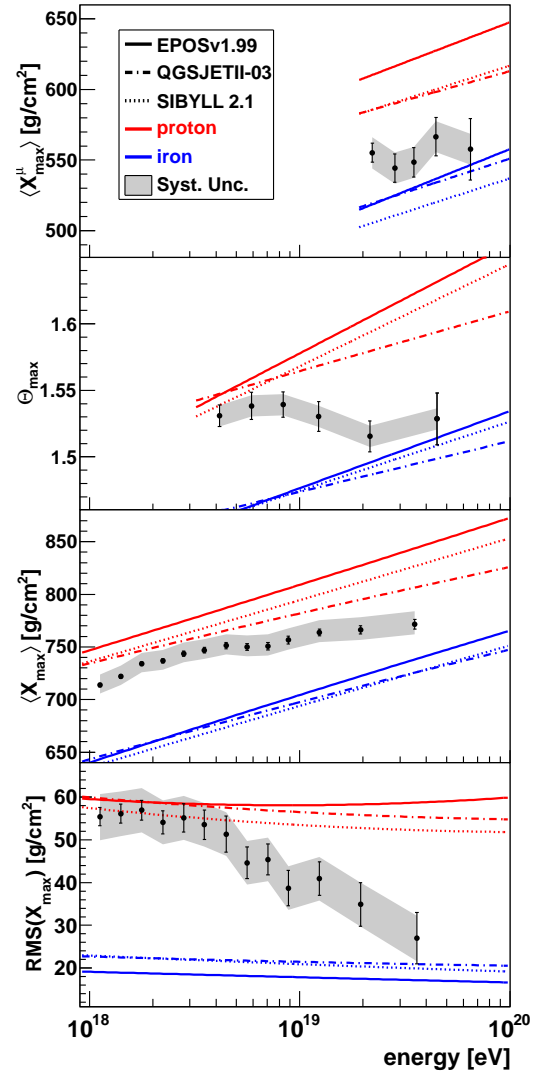 650
600
550
500
⟨X^μ_max⟩ [g/cm²]
EPOSv1.99
QGSJETII-03
SIBYLL 2.1
proton
iron
Syst. Unc.
1.6
1.55
1.5
Θ_max
850
800
750
700
640
⟨X_max⟩ [g/cm²]
60
50
40
30
20
RMS(X_max) [g/cm²]
10^18
10^19
10^20
energy [eV]